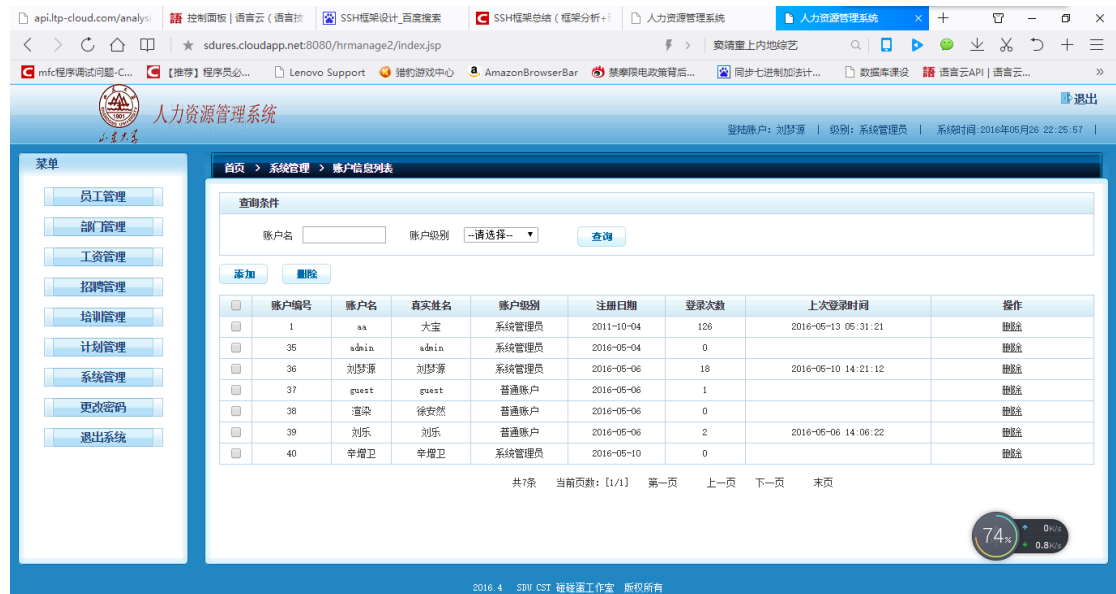 api.ltp-cloud.com/analysi 控制面板 | 语言云（语言技 SSH框架设计_百度搜索 SSH框架总结（框架分析+ 人力资源管理系统 人力资源管理系统
sdures.cloudapp.net:8080/hrmanage2/index.jsp 窦靖童上内地综艺
mfc程序调试问题-C... 【推荐】程序员必... Lenovo Support 猎豹游戏中心 AmazonBrowserBar 禁摩限电政策背后... 同步七进制加法计... 数据库课设 语言云API | 语言云...
退出
1901
山东大学
人力资源管理系统
登陆账户：刘梦源 | 级别：系统管理员 | 系统时间:2016年05月26 22:25:57 |
菜单
员工管理
部门管理
工资管理
招聘管理
培训管理
计划管理
系统管理
更改密码
退出系统
首页 > 系统管理 > 账户信息列表
查询条件
账户名 账户级别 --请选择-- 查询
添加 删除
账户编号 账户名 真实姓名 账户级别 注册日期 登录次数 上次登录时间 操作
1 aa 大宝 系统管理员 2011-10-04 126 2016-05-13 05:31:21 删除
35 admin admin 系统管理员 2016-05-04 0 删除
36 刘梦源 刘梦源 系统管理员 2016-05-06 18 2016-05-10 14:21:12 删除
37 guest guest 普通账户 2016-05-06 1 删除
38 渲染 徐安然 普通账户 2016-05-06 0 删除
39 刘乐 刘乐 普通账户 2016-05-06 2 2016-05-06 14:06:22 删除
40 辛增卫 辛增卫 系统管理员 2016-05-10 0 删除
共7条 当前页数：[1/1] 第一页 上一页 下一页 末页
74%
0K/s
0.8K/s
2016.4 SDU CST 碰碰蛋工作室 版权所有